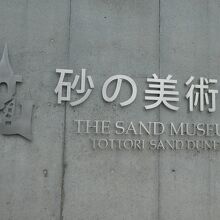 砂の美術
THE SAND MUSEU
TOTTORI SAND DUNE